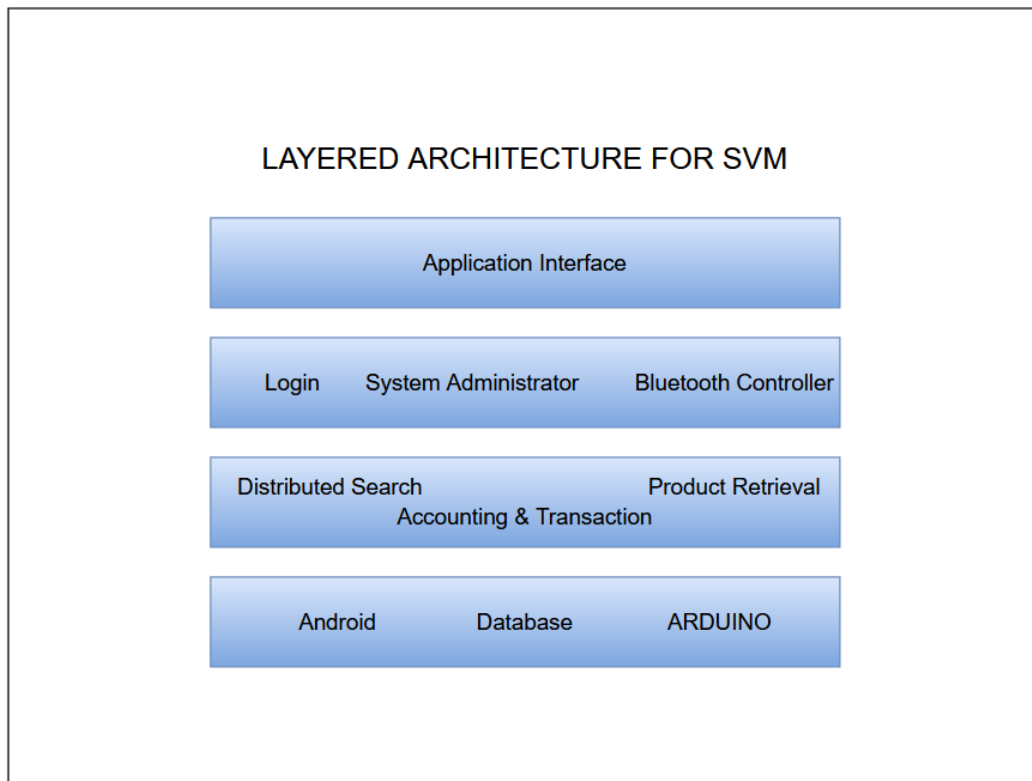 LAYERED ARCHITECTURE FOR SVM
Application Interface
Login System Administrator Bluetooth Controller
Distributed Search Product Retrieval
Accounting & Transaction
Android Database ARDUINO